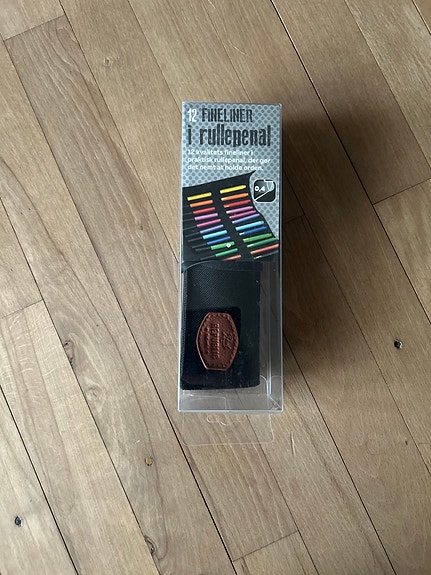 12 FINELINER
i rullepenal
12 kvalitets fineliner i
praktisk rullepenal, der gør
det nemt at holde orden.
0,4